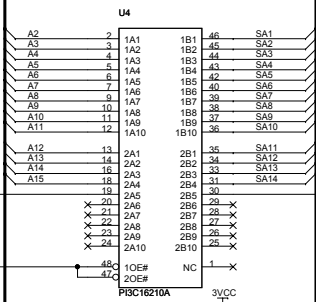 U4
A2 2 1A1 1B1 46 SA1
A3 3 1A2 1B2 45 SA2
A4 4 1A3 1B3 44 SA3
A5 5 1A4 1B4 43 SA4
A6 6 1A5 1B5 42 SA5
A7 7 1A6 1B6 40 SA6
A8 9 1A7 1B7 39 SA7
A9 10 1A8 1B8 38 SA8
A10 11 1A9 1B9 37 SA9
A11 12 1A10 1B10 36 SA10
A12 13 2A1 2B1 35 SA11
A13 14 2A2 2B2 34 SA12
A14 16 2A3 2B3 33 SA13
A15 18 2A4 2B4 31 SA14
19 2A5 2B5 30
20 2A6 2B6 29
21 2A7 2B7 28
22 2A8 2B8 27
23 2A9 2B9 26
24 2A10 2B10 25
48 1OE# NC 1
47 2OE#
PI3C16210A 3VCC